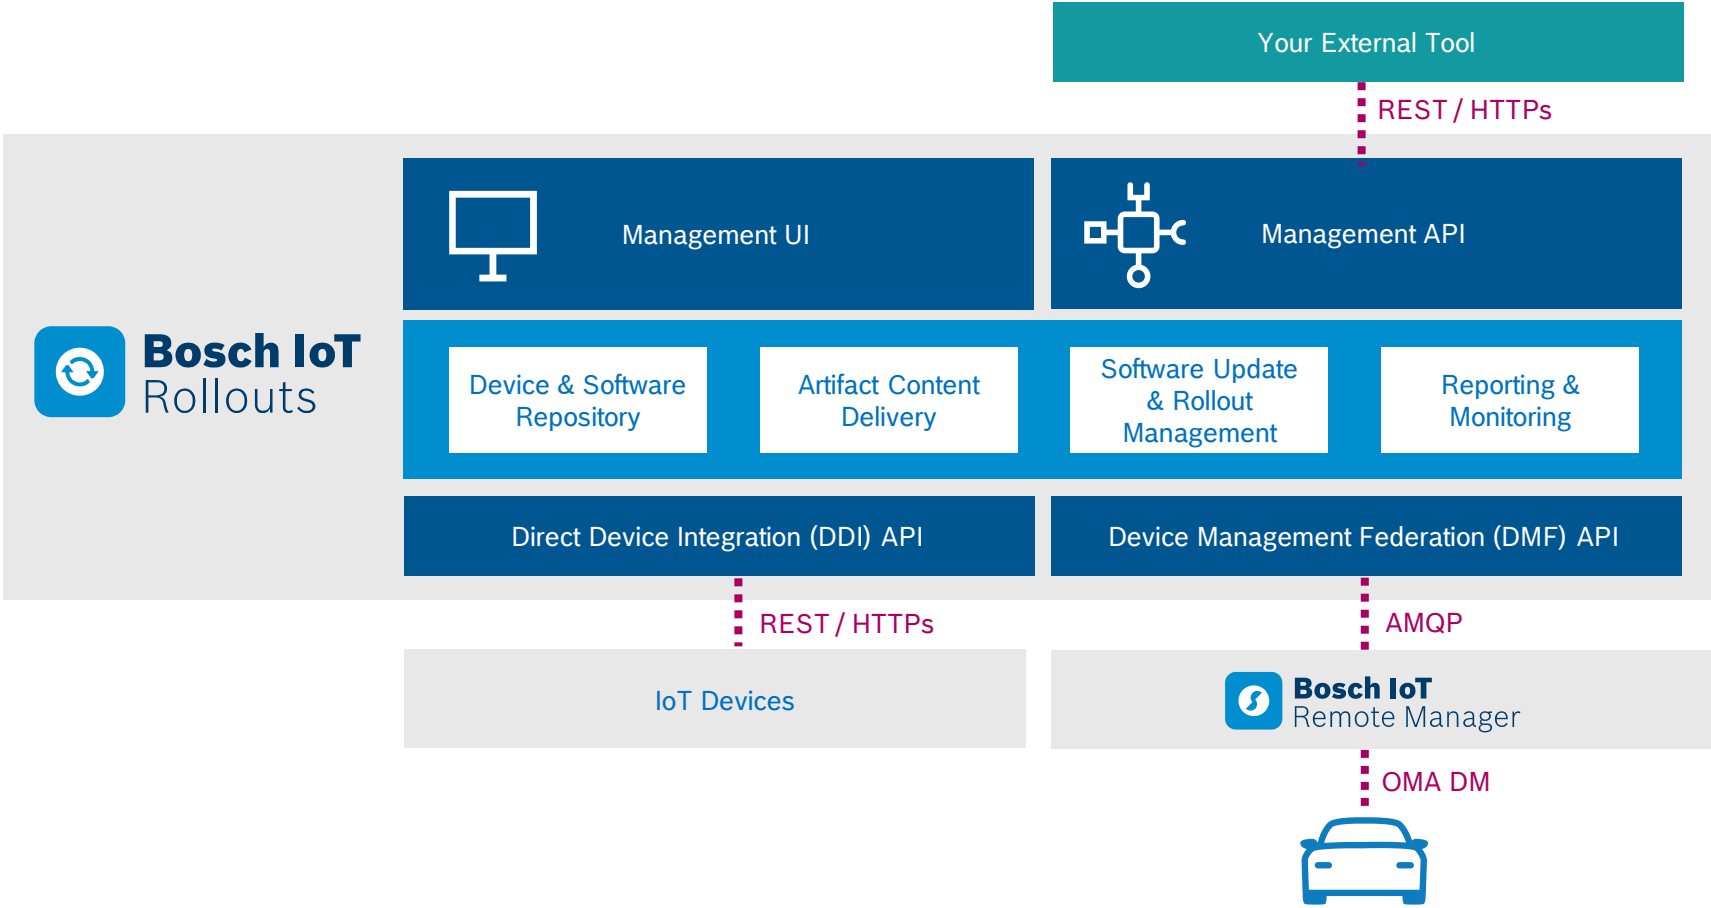 Your External Tool
REST / HTTPs
Management UI
Management API
Bosch IoT
Rollouts
Device & Software
Repository
Artifact Content
Delivery
Software Update
& Rollout
Management
Reporting &
Monitoring
Direct Device Integration (DDI) API
Device Management Federation (DMF) API
REST / HTTPs
AMQP
IoT Devices
Bosch IoT
Remote Manager
OMA DM